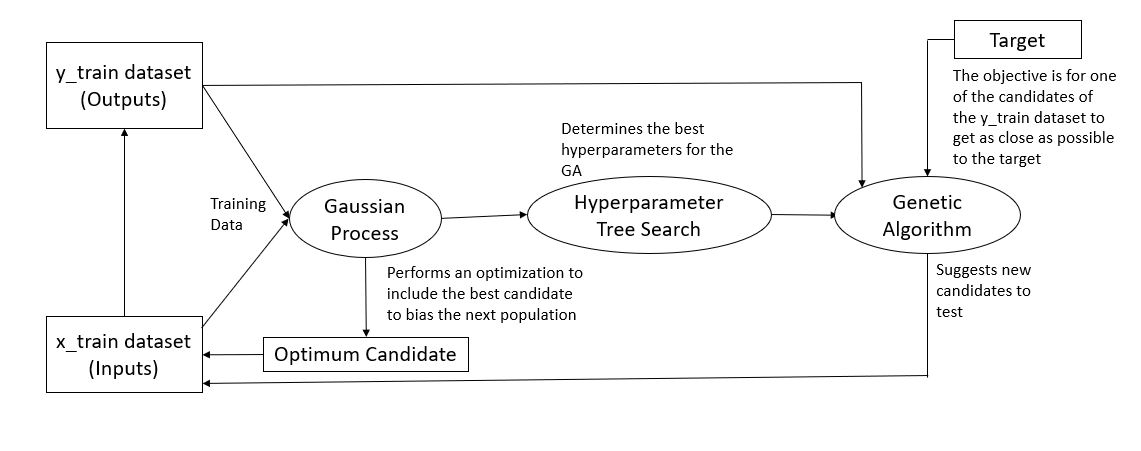 Target
y_train dataset
(Outputs)
The objective is for one
of the candidates of
the y_train dataset to
get as close as possible
to the target
Determines the best
hyperparameters for the
GA
Training
Data
Gaussian
Process
Hyperparameter
Tree Search
Genetic
Algorithm
Performs an optimization to
include the best candidate
to bias the next population
Suggests new
candidates to
test
x_train dataset
(Inputs)
Optimum Candidate